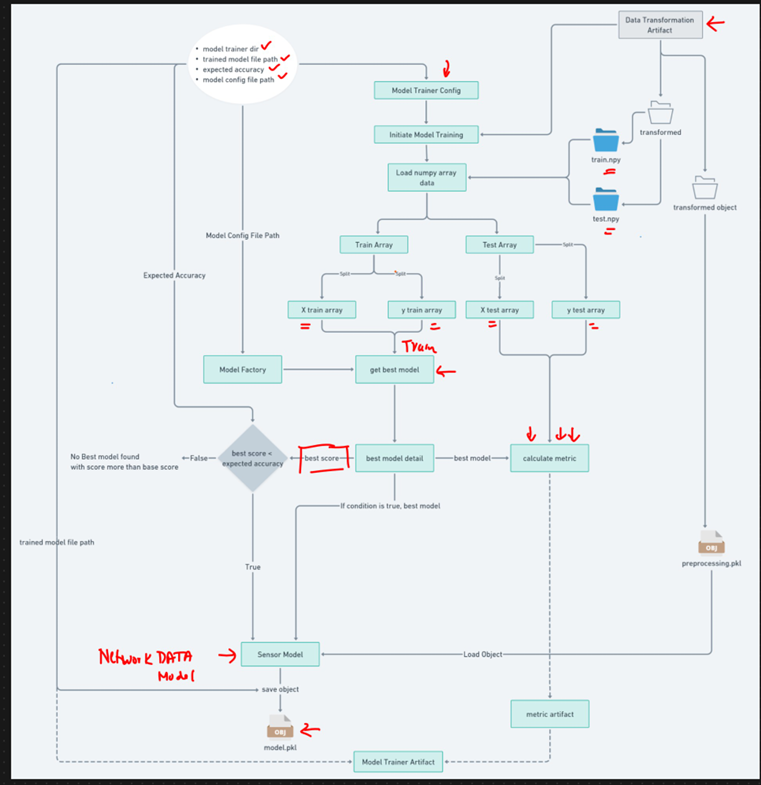 Data Transformation
Artifact
• model trainer dir
• trained model file path
• expected accuracy
• model config file path
Model Trainer Config
Initiate Model Training
transformed
train.npy
Load numpy array
data
test.npy
transformed object
Model Config File Path
Train Array
Test Array
Split
Expected Accuracy
Split
Split
Split
X train array
y train array
X test array
y test array
Train
Model Factory
get best model
No Best model found
with score more than base score
False
best score <
expected accuracy
best score
best model detail
best model
calculate metric
If condition is true, best model
trained model file path
OBJ
preprocessing.pkl
True
NETWORK DATA
Model
Sensor Model
Load Object
save object
OBJ
model.pkl
metric artifact
Model Trainer Artifact